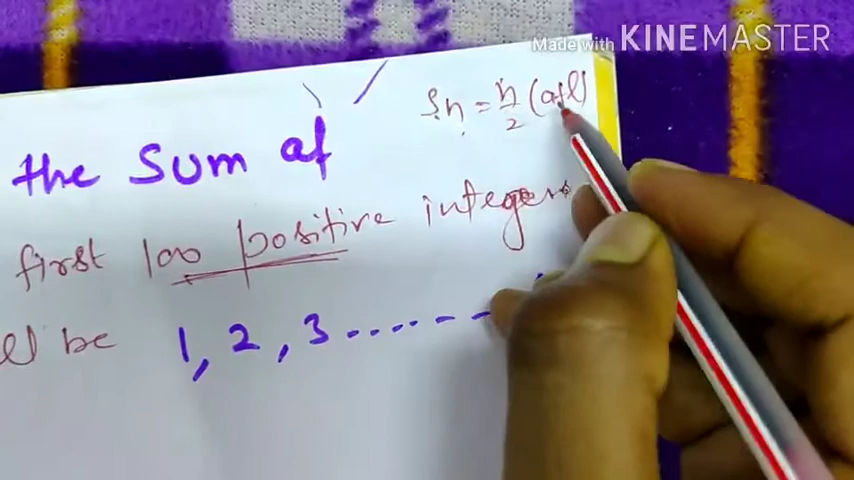 Made with KINEMASTER
Sn = n/2 (a+l)
the sum of
first 100 positive integers
be 1, 2, 3.......